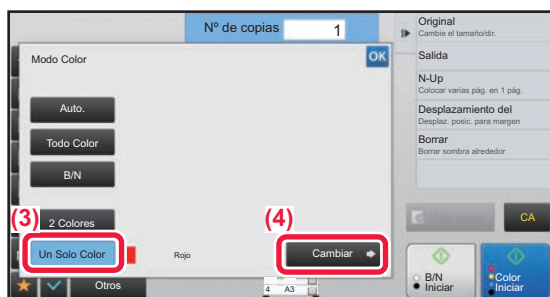 Nº de copias 1
Modo Color
OK
Auto.
Todo Color
B/N
(3)
2 Colores
Un Solo Color
Rojo
(4)
Cambiar
Otros
4 A3
Original
Cambie el tamaño/dir.
Salida
N-Up
Colocar varias pág. en 1 pág.
Desplazamiento del
Desplaz. posic. para margen
Borrar
Borrar sombra alrededor
CA
B/N
Iniciar
Color
Iniciar